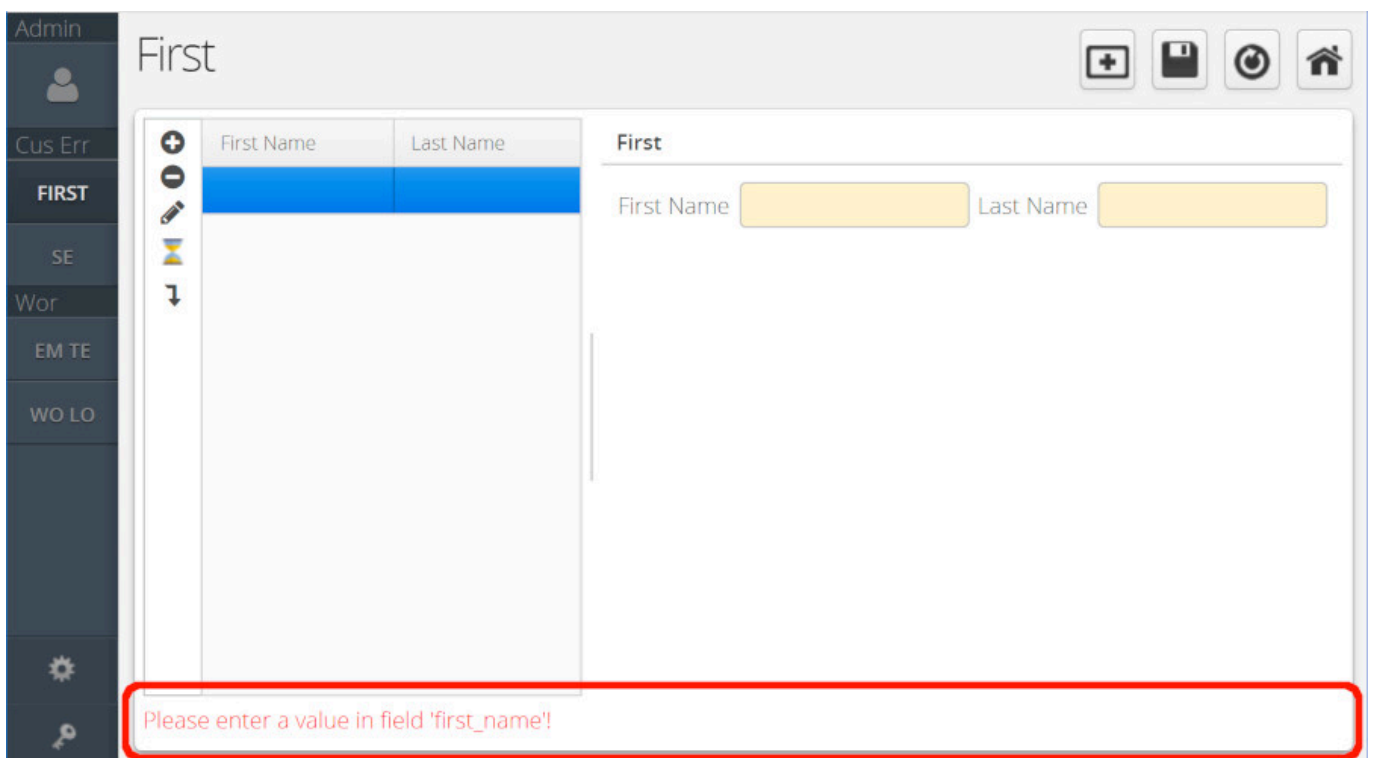 Admin
First
Cus Err
First Name
Last Name
First
FIRST
First Name
Last Name
SE
Wor
EM TE
WO LO
Please enter a value in field 'first_name'!